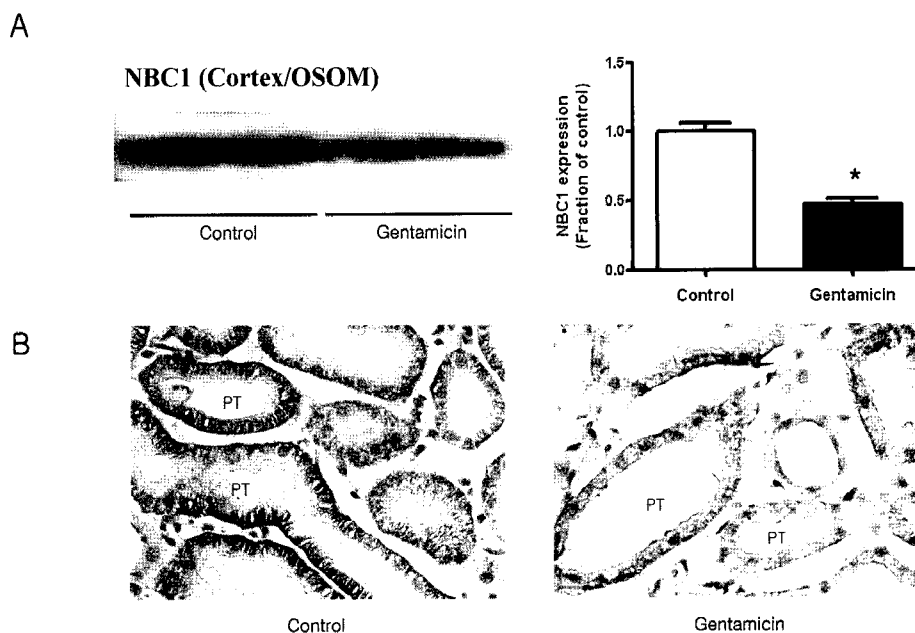 A
NBC1 (Cortex/OSOM)
Control
Gentamicin
NBC1 expression
(Fraction of control)
1.5
1.0
0.5
0.0
*
Control
Gentamicin
B
PT
PT
PT
PT
Control
Gentamicin